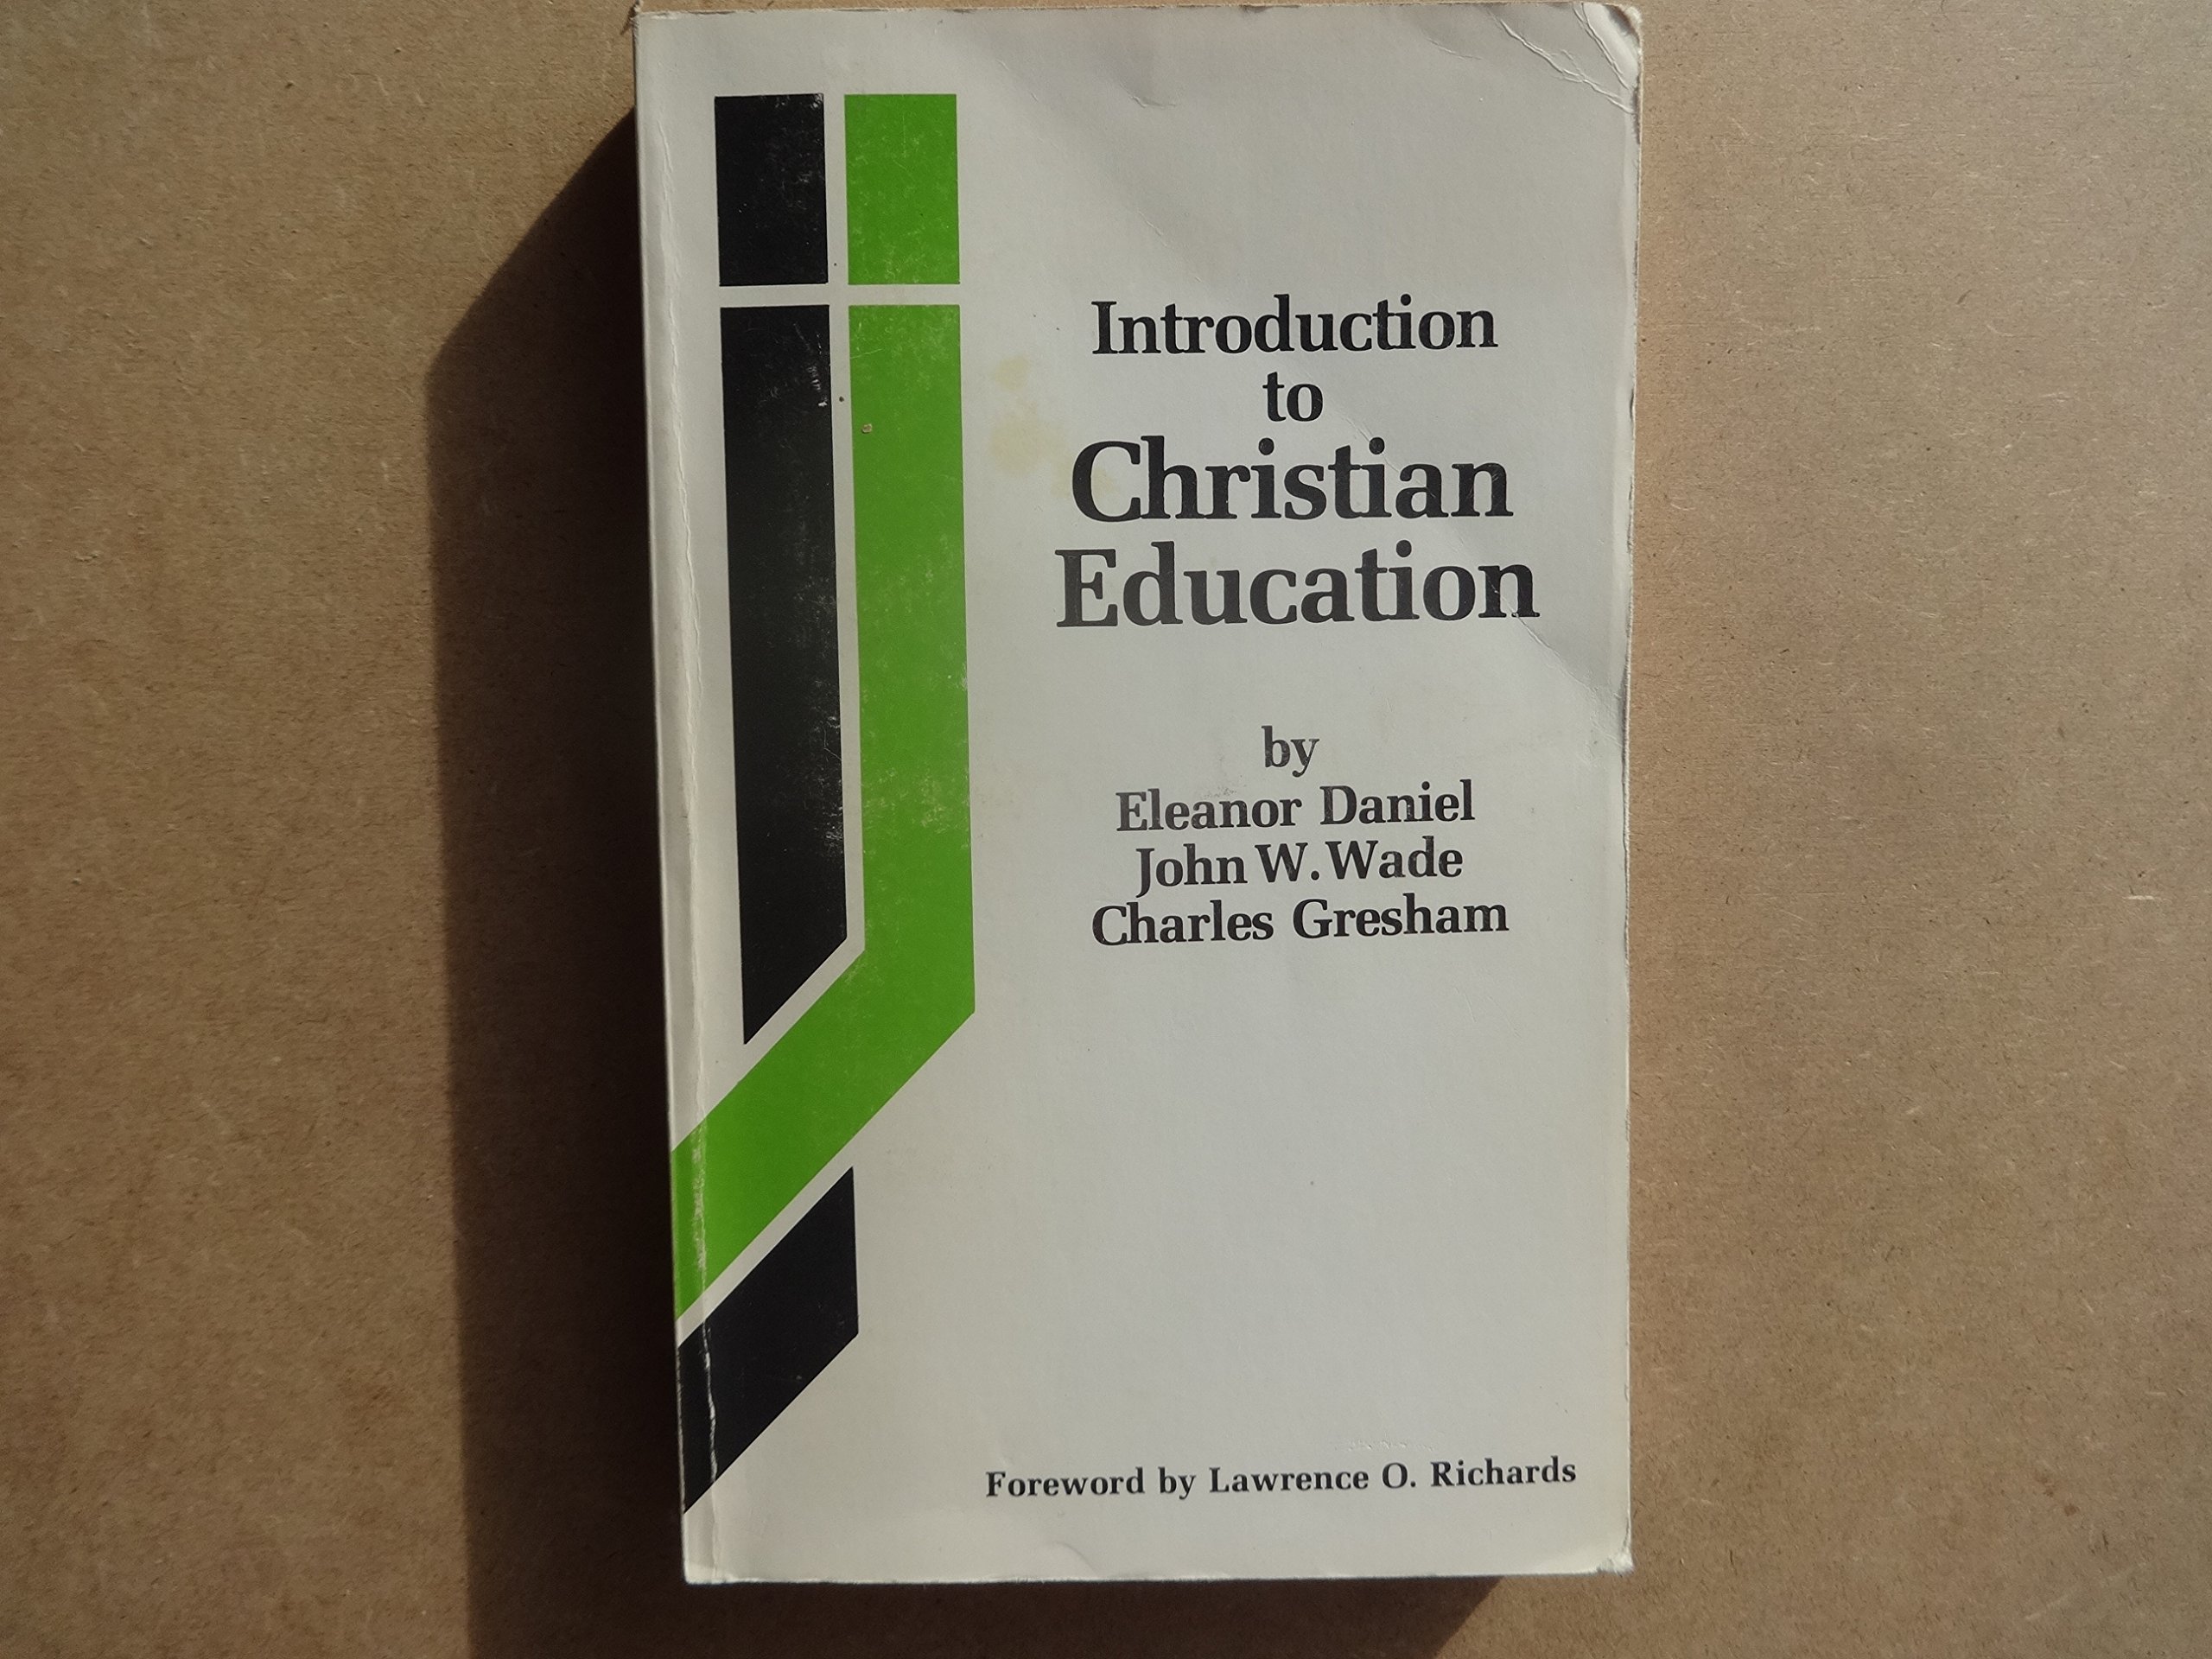 Introduction
to
Christian
Education
by
Eleanor Daniel
John W. Wade
Charles Gresham
Foreword by Lawrence O. Richards